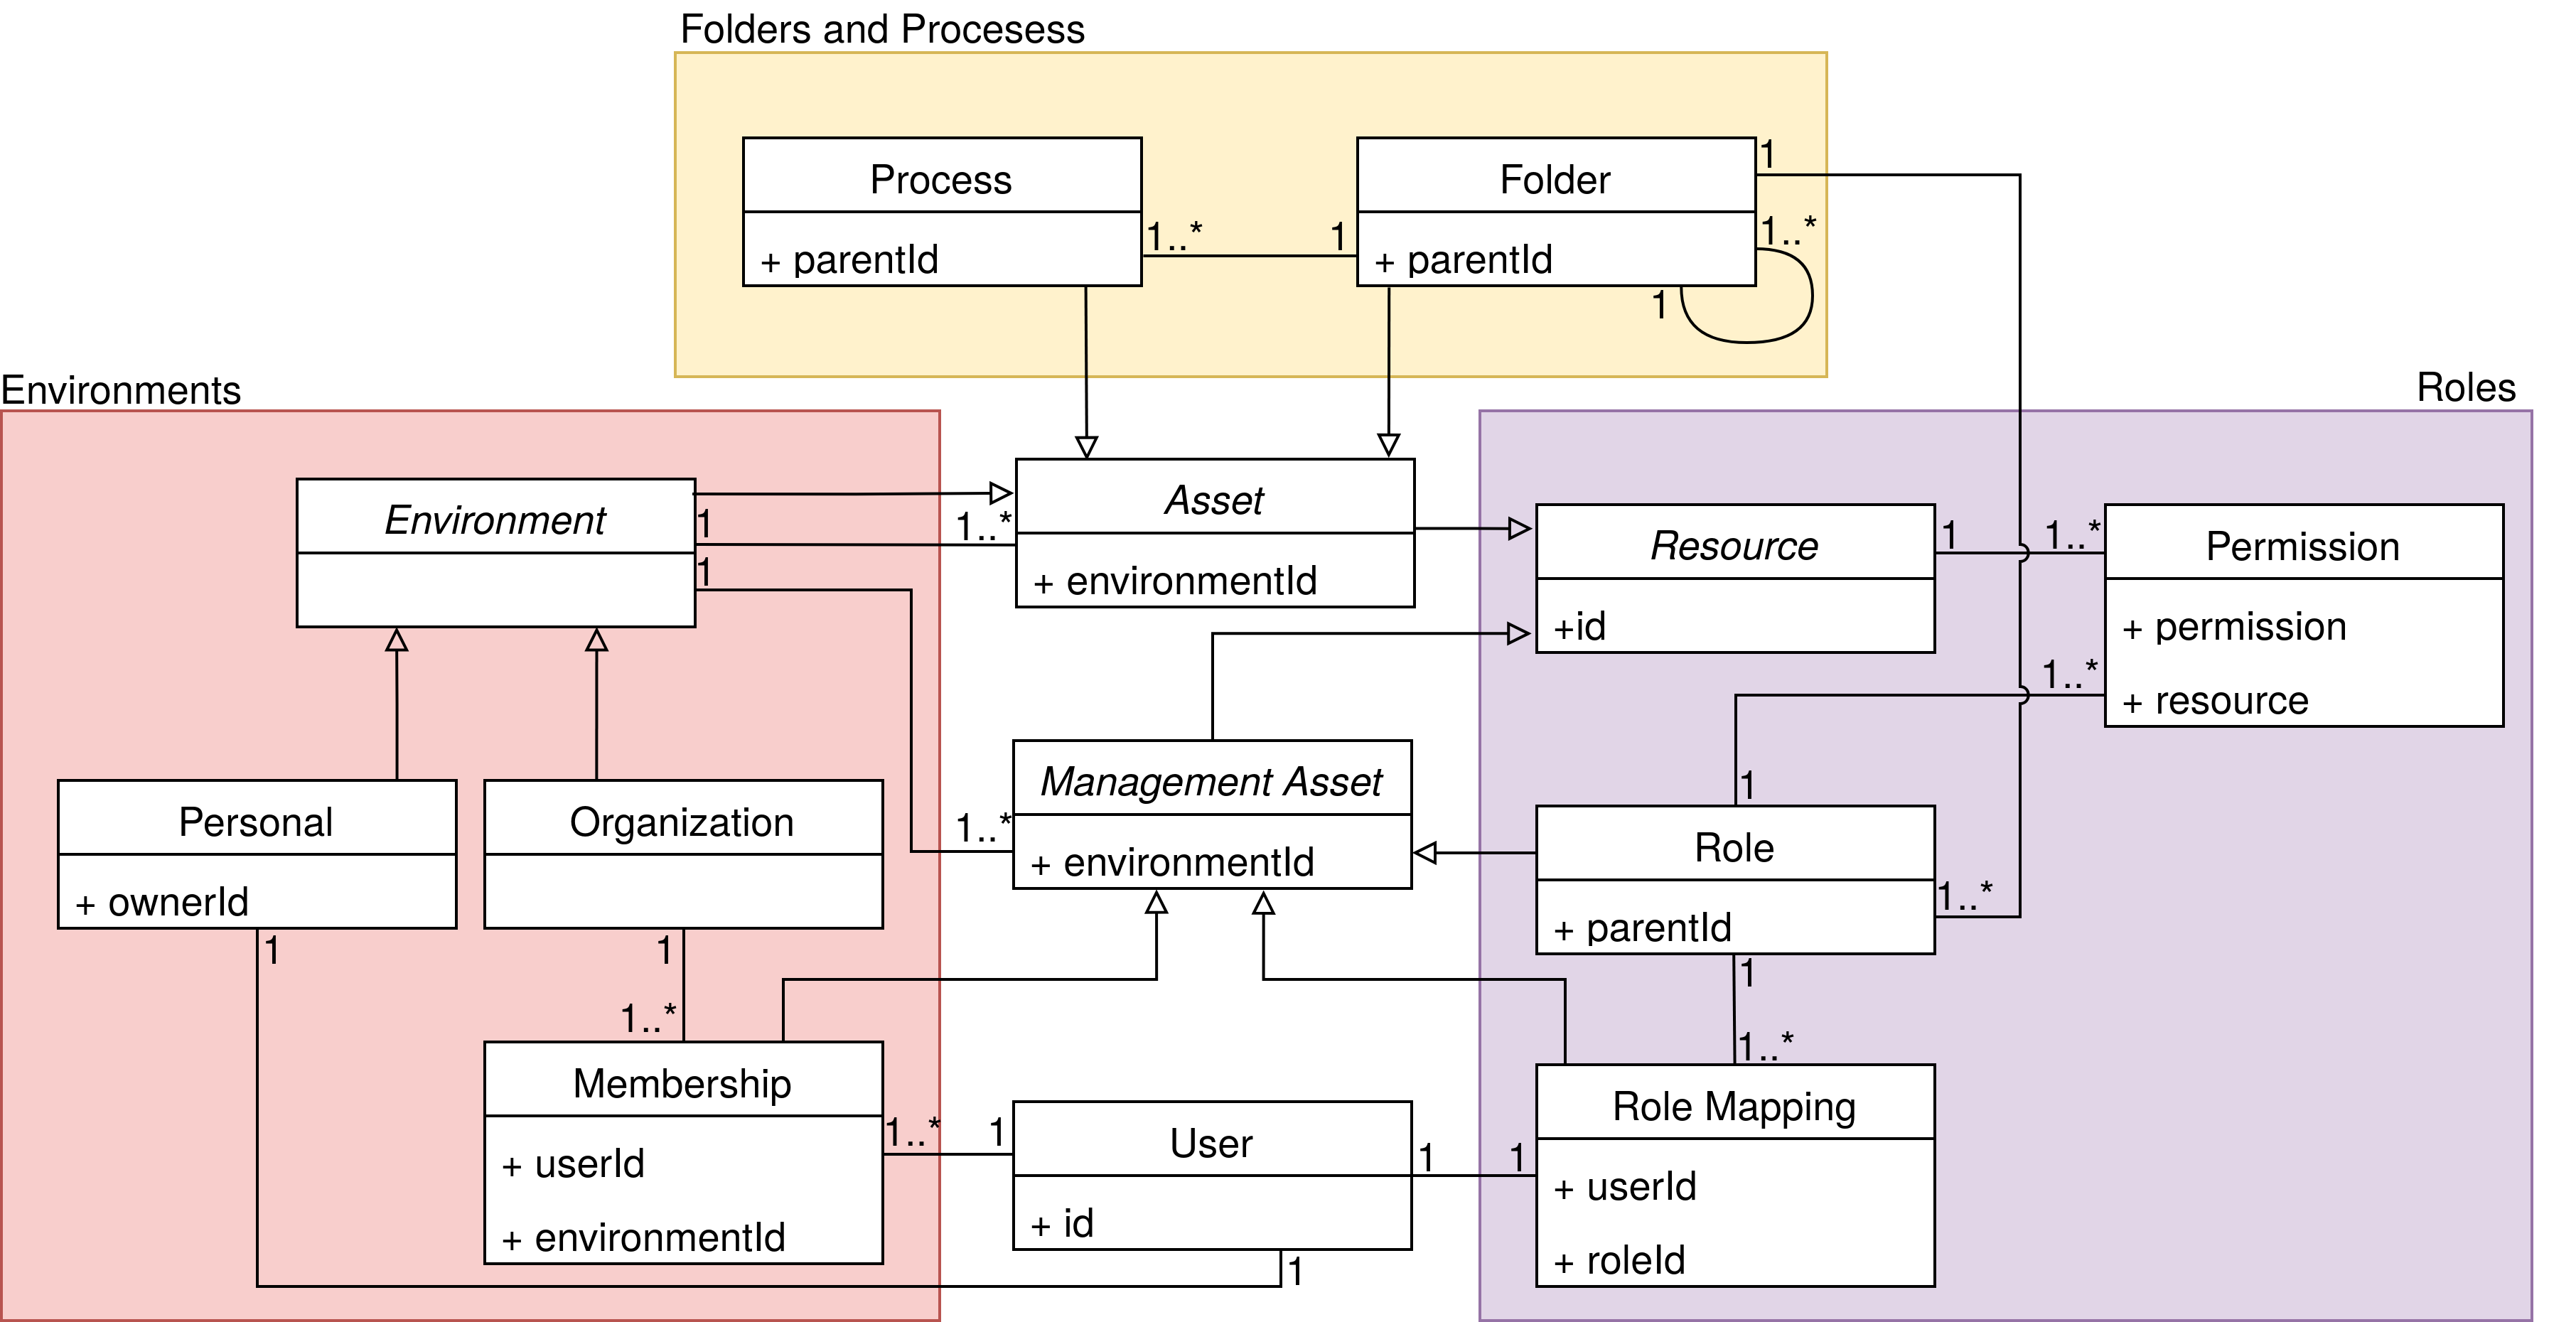 Folders and Procesess
Process
+ parentId
1..*
1
Folder
+ parentId
1
1..*
1
Environments
Environment
1
1..*
1
Asset
+ environmentId
Personal
+ ownerId
1
Organization
1
1..*
1..*
Management Asset
+ environmentId
Membership
+ userId
+ environmentId
1..*
1
User
+ id
1
1
1
Roles
Resource
+id
1
1..*
Permission
+ permission
+ resource
1..*
1
Role
+ parentId
1..*
1
1..*
Role Mapping
+ userId
+ roleId